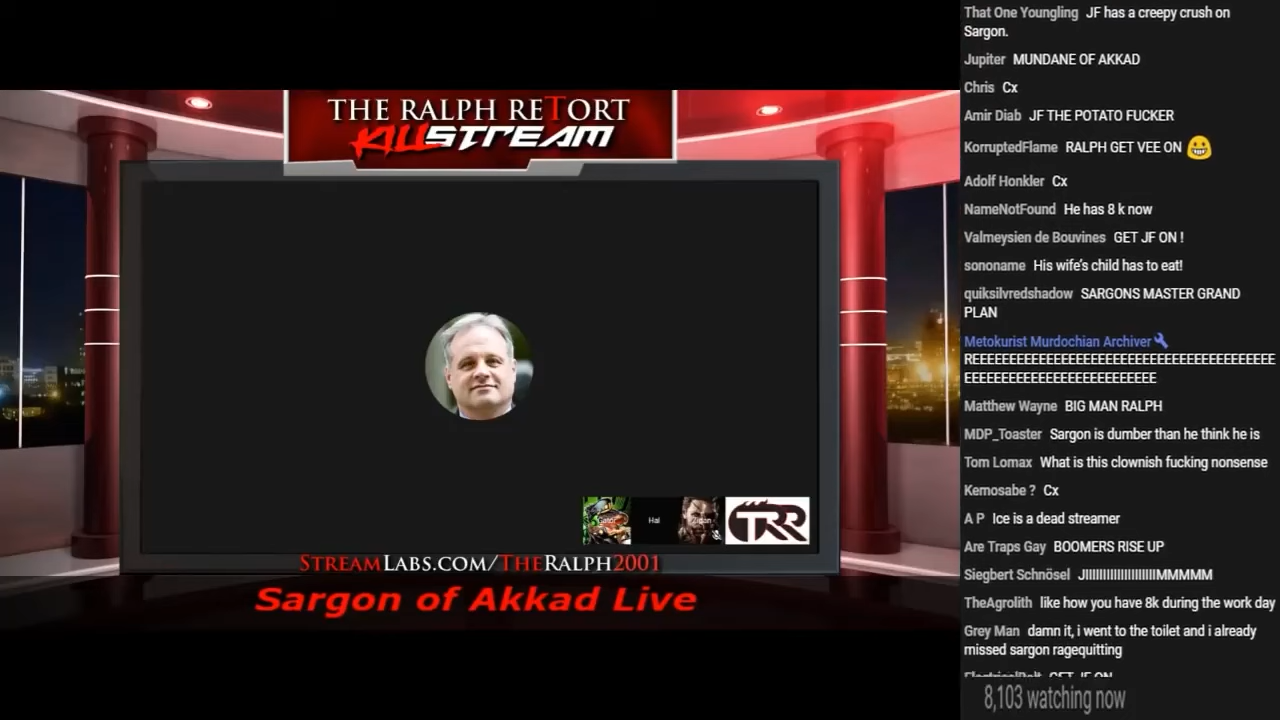 THE RALPH RETORT
KILLSTREAM
Hal
TRR
STREAMLABS.COM/THERALPH2001
Sargon of Akkad Live
That One Youngling JF has a creepy crush on
Sargon.
Jupiter MUNDANE OF AKKAD
Chris Cx
Amir Diab JF THE POTATO FUCKER
KorruptedFlame RALPH GET VEE ON 😀
Adolf Honkler Cx
NameNotFound He has 8 k now
Valmeysien de Bouvines GET JF ON !
sononame His wife's child has to eat!
quiksilvredshadow SARGONS MASTER GRAND
PLAN
Metokurist Murdochian Archiver
REEEEEEEEEEEEEEEEEEEEEEEEEEEEEEEEEEEEEEEEE
EEEEEEEEEEEEEEEEEEEEEEEEEE
Matthew Wayne BIG MAN RALPH
MDP_Toaster Sargon is dumber than he think he is
Tom Lomax What is this clownish fucking nonsense
Kemosabe ? Cx
A P Ice is a dead streamer
Are Traps Gay BOOMERS RISE UP
Siegbert Schnösel JIIIIIIIIIIIIIIIIIIIIIMMMMM
TheAgrolith like how you have 8k during the work day
Grey Man damn it, i went to the toilet and i already
missed sargon ragequitting
GET JF ON
8,103 watching now